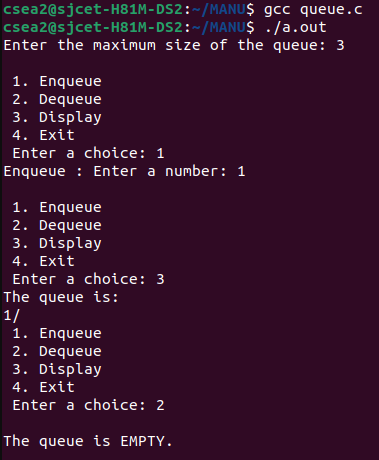 csea2@sjcet-H81M-DS2:~/MANU$ gcc queue.c
csea2@sjcet-H81M-DS2:~/MANU$ ./a.out
Enter the maximum size of the queue: 3
1. Enqueue
2. Dequeue
3. Display
4. Exit
Enter a choice: 1
Enqueue : Enter a number: 1
1. Enqueue
2. Dequeue
3. Display
4. Exit
Enter a choice: 3
The queue is:
1/
1. Enqueue
2. Dequeue
3. Display
4. Exit
Enter a choice: 2
The queue is EMPTY.